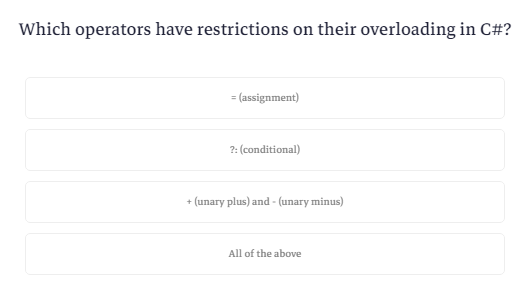 Which operators have restrictions on their overloading in C#?
= (assignment)
?: (conditional)
+ (unary plus) and - (unary minus)
All of the above